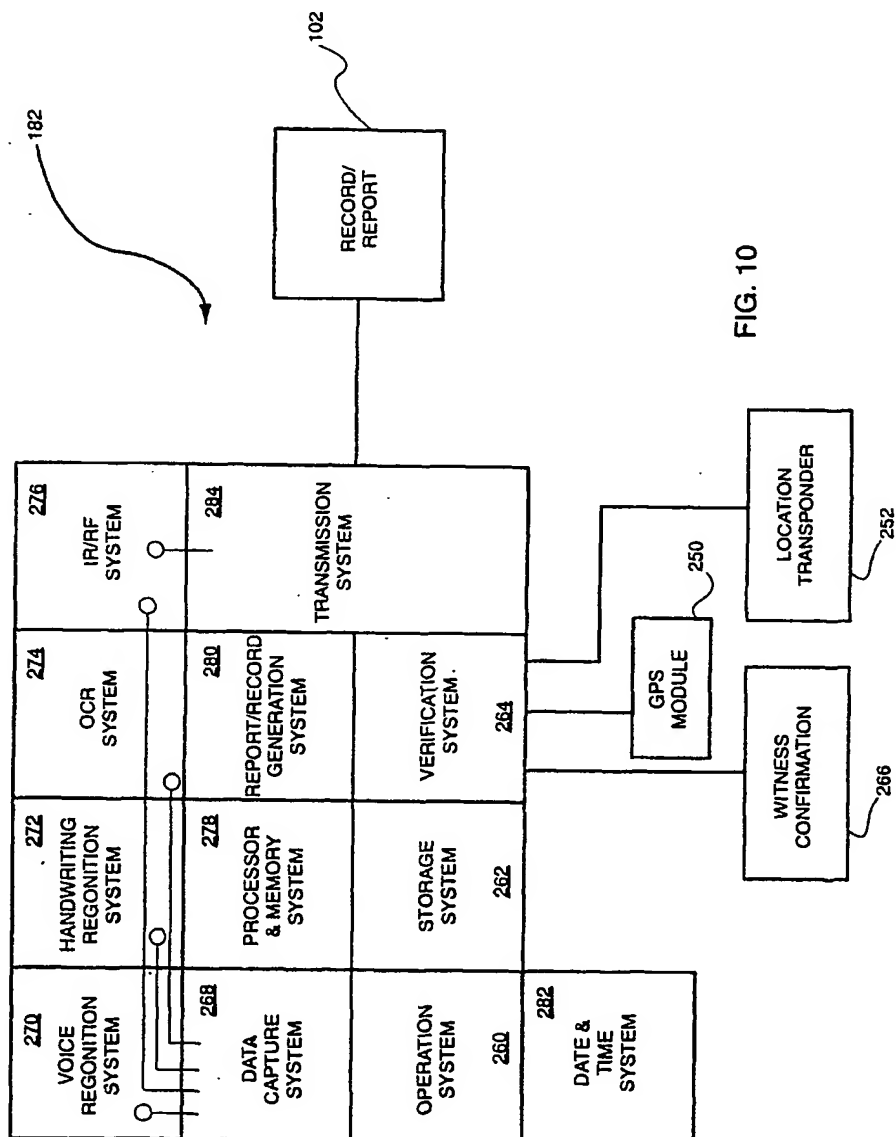 182
102
RECORD/
REPORT
FIG. 10
270
VOICE
REGONITION
SYSTEM
272
HANDWRITING
REGONITION
SYSTEM
274
OCR
SYSTEM
276
IR/RF
SYSTEM
268
DATA
CAPTURE
SYSTEM
278
PROCESSOR
& MEMORY
SYSTEM
280
REPORT/RECORD
GENERATION
SYSTEM
284
TRANSMISSION
SYSTEM
OPERATION
SYSTEM
260
STORAGE
SYSTEM
262
VERIFICATION
SYSTEM
264
282
DATE &
TIME
SYSTEM
WITNESS
CONFIRMATION
266
GPS
MODULE
250
LOCATION
TRANSPONDER
252